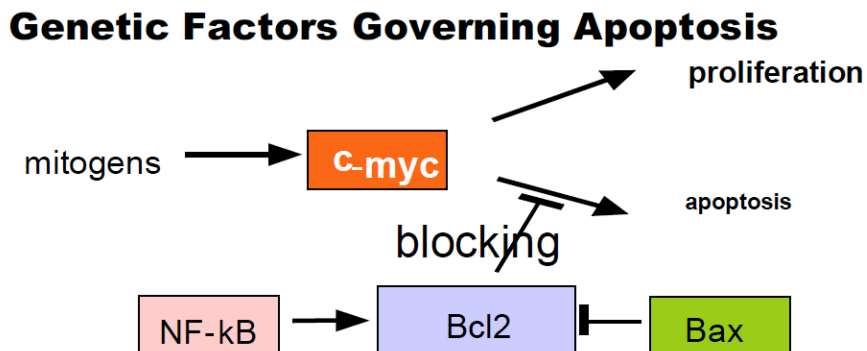 Genetic Factors Governing Apoptosis
proliferation
mitogens
c-myc
apoptosis
blocking
NF-kB
Bcl2
Bax